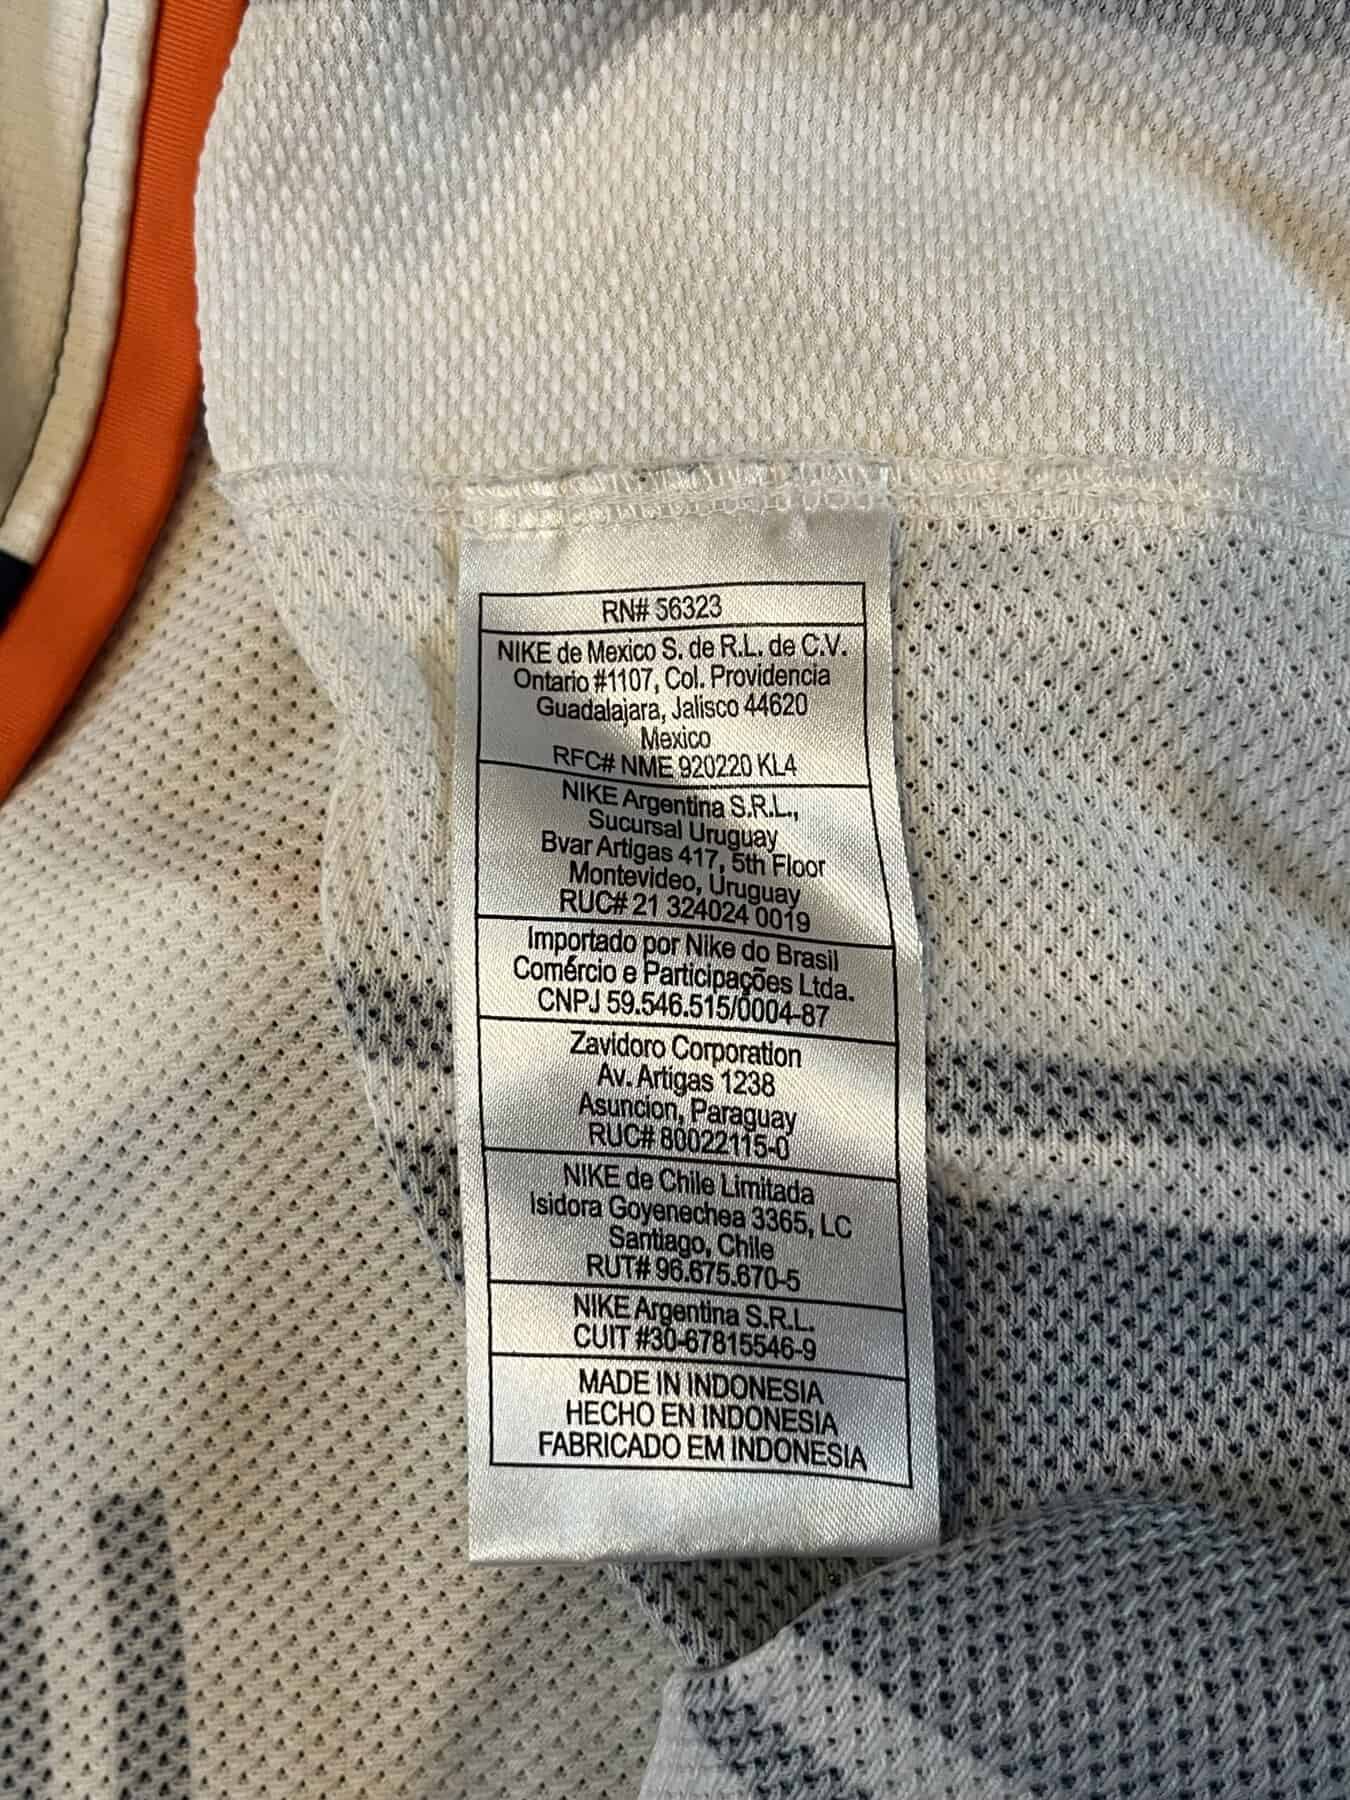 RN# 56323
NIKE de Mexico S. de R.L. de C.V.
Ontario #1107, Col. Providencia
Guadalajara, Jalisco 44620
Mexico
RFC# NME 920220 KL4
NIKE Argentina S.R.L.,
Sucursal Uruguay
Bvar Artigas 417, 5th Floor
Montevideo, Uruguay
RUC# 21 324024 0019
Importado por Nike do Brasil
Comércio e Participações Ltda.
CNPJ 59.546.515/0004-87
Zavidoro Corporation
Av. Artigas 1238
Asuncion, Paraguay
RUC# 80022115-0
NIKE de Chile Limitada
Isidora Goyenechea 3365, LC
Santiago, Chile
RUT# 96.675.670-5
NIKE Argentina S.R.L.
CUIT #30-67815546-9
MADE IN INDONESIA
HECHO EN INDONESIA
FABRICADO EM INDONESIA